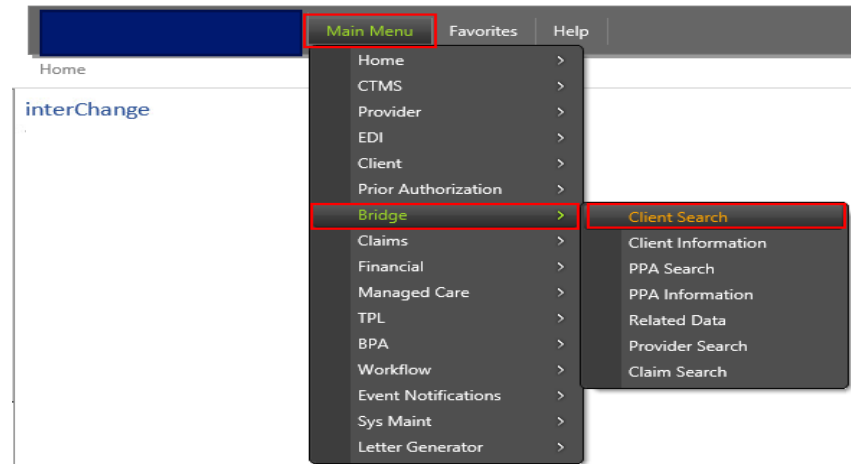 Main Menu Favorites Help
Home
Home >
CTMS >
interChange
Provider >
EDI >
Client >
Prior Authorization >
Bridge > Client Search
Claims > Client Information
Financial > PPA Search
Managed Care > PPA Information
TPL > Related Data
BPA > Provider Search
Workflow > Claim Search
Event Notifications >
Sys Maint >
Letter Generator >